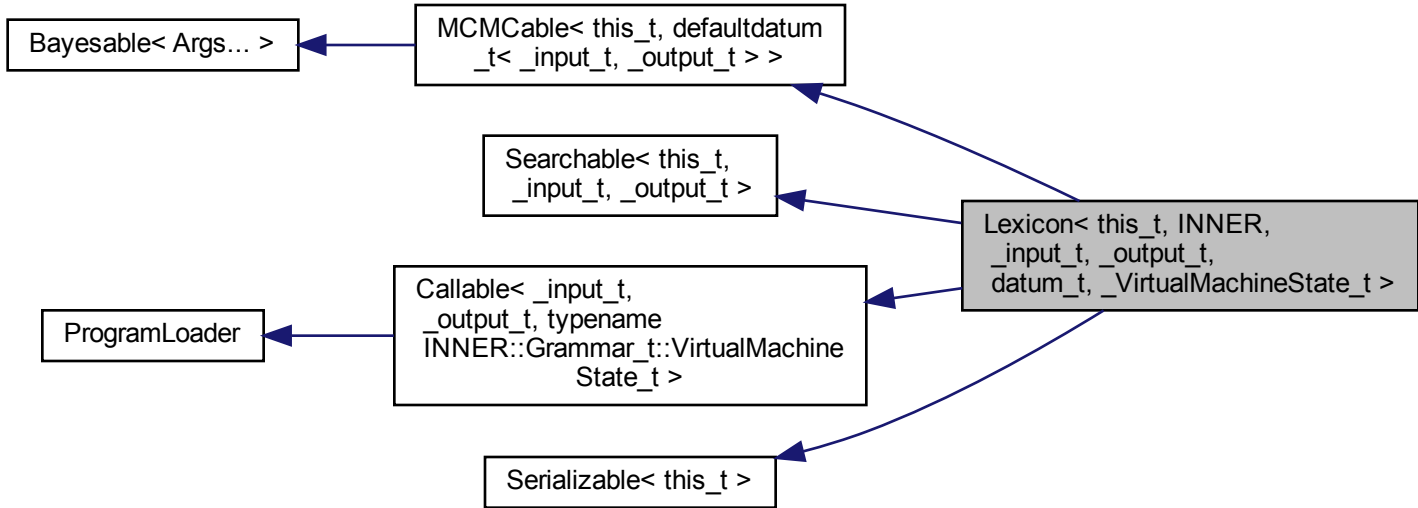 Bayesable< Args... >
MCMCable< this_t, defaultdatum
_t< _input_t, _output_t > >
Searchable< this_t,
_input_t, _output_t >
Lexicon< this_t, INNER,
_input_t, _output_t,
datum_t, _VirtualMachineState_t >
ProgramLoader
Callable< _input_t,
_output_t, typename
INNER::Grammar_t::VirtualMachine
State_t >
Serializable< this_t >